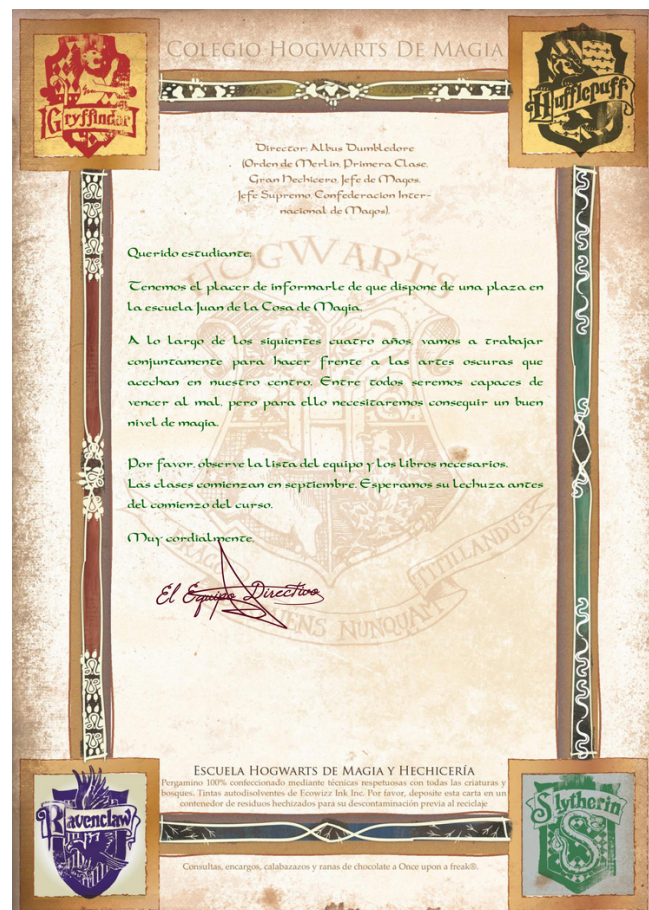 COLEGIO HOGWARTS DE MAGIA
Gryffindor
Hufflepuff
Director: Albus Dumbledore
(Orden de Merlin, Primera Clase,
Gran Hechicero, Jefe de Magos,
Jefe Supremo, Confederacion Inter-
nacional de Magos).
Querido estudiante:
HOGWARTS
Tenemos el placer de informarle de que dispone de una plaza en
la escuela Juan de la Cosa de Magia.
A lo largo de los siguientes cuatro años, vamos a trabajar
conjuntamente para hacer frente a las artes oscuras que
acechan en nuestro centro. Entre todos seremos capaces de
vencer al mal, pero para ello necesitaremos conseguir un buen
nivel de magia.
Por favor, observe la lista del equipo y los libros necesarios.
Las clases comienzan en septiembre. Esperamos su lechuza antes
del comienzo del curso.
Muy cordialmente,
El Equipo Directivo
NUNQUAM TITILLANDUS
ESCUELA HOGWARTS DE MAGIA Y HECHICERÍA
Pergamino 100% confeccionado mediante técnicas respetuosas con todas las criaturas y
bosques. Tintas autodisolventes de Ecowizz Ink Inc. Por favor, deposite esta carta en un
contenedor de residuos hechizados para su descontaminación previa al reciclaje
Ravenclaw
Slytherin
Consultas, encargos, calabazazos y ranas de chocolate a Once upon a freak®.